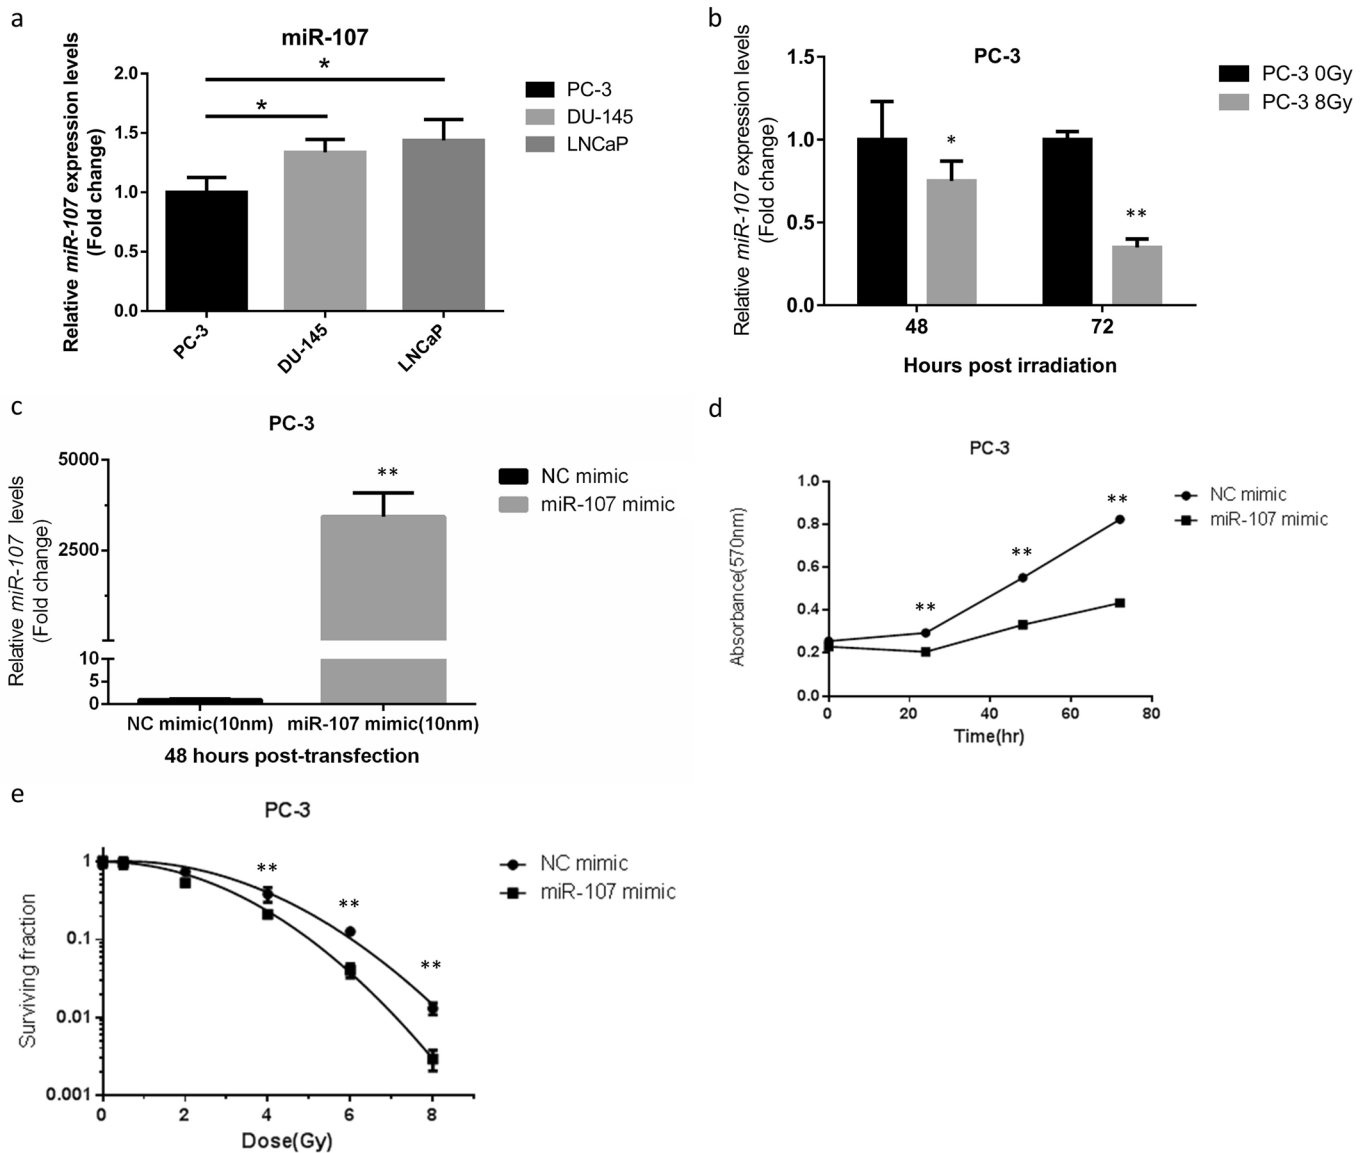 a
miR-107
Relative miR-107 expression levels
(Fold change)
2.0
1.5
1.0
0.5
0.0
*
*
PC-3
DU-145
LNCaP
PC-3
DU-145
LNCaP
b
PC-3
Relative miR-107 expression levels
(Fold change)
1.5
1.0
0.5
0.0
*
**
48
72
Hours post irradiation
PC-3 0Gy
PC-3 8Gy
c
PC-3
Relative miR-107 levels
(Fold change)
5000
2500
10
5
0
**
NC mimic(10nm)
miR-107 mimic(10nm)
48 hours post-transfection
NC mimic
miR-107 mimic
d
PC-3
Absorbance(570nm)
1.0
0.8
0.6
0.4
0.2
0.0
**
**
**
0
20
40
60
80
Time(hr)
NC mimic
miR-107 mimic
e
PC-3
Surviving fraction
1
0.1
0.01
0.001
**
**
**
0
2
4
6
8
Dose(Gy)
NC mimic
miR-107 mimic